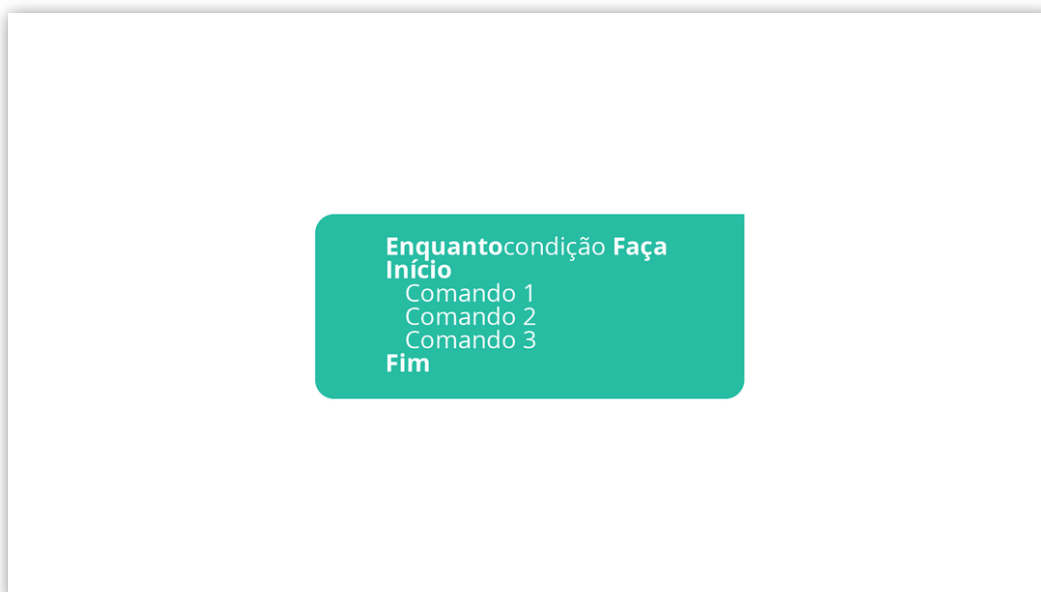 Enquantocondição Faça
Início
Comando 1
Comando 2
Comando 3
Fim